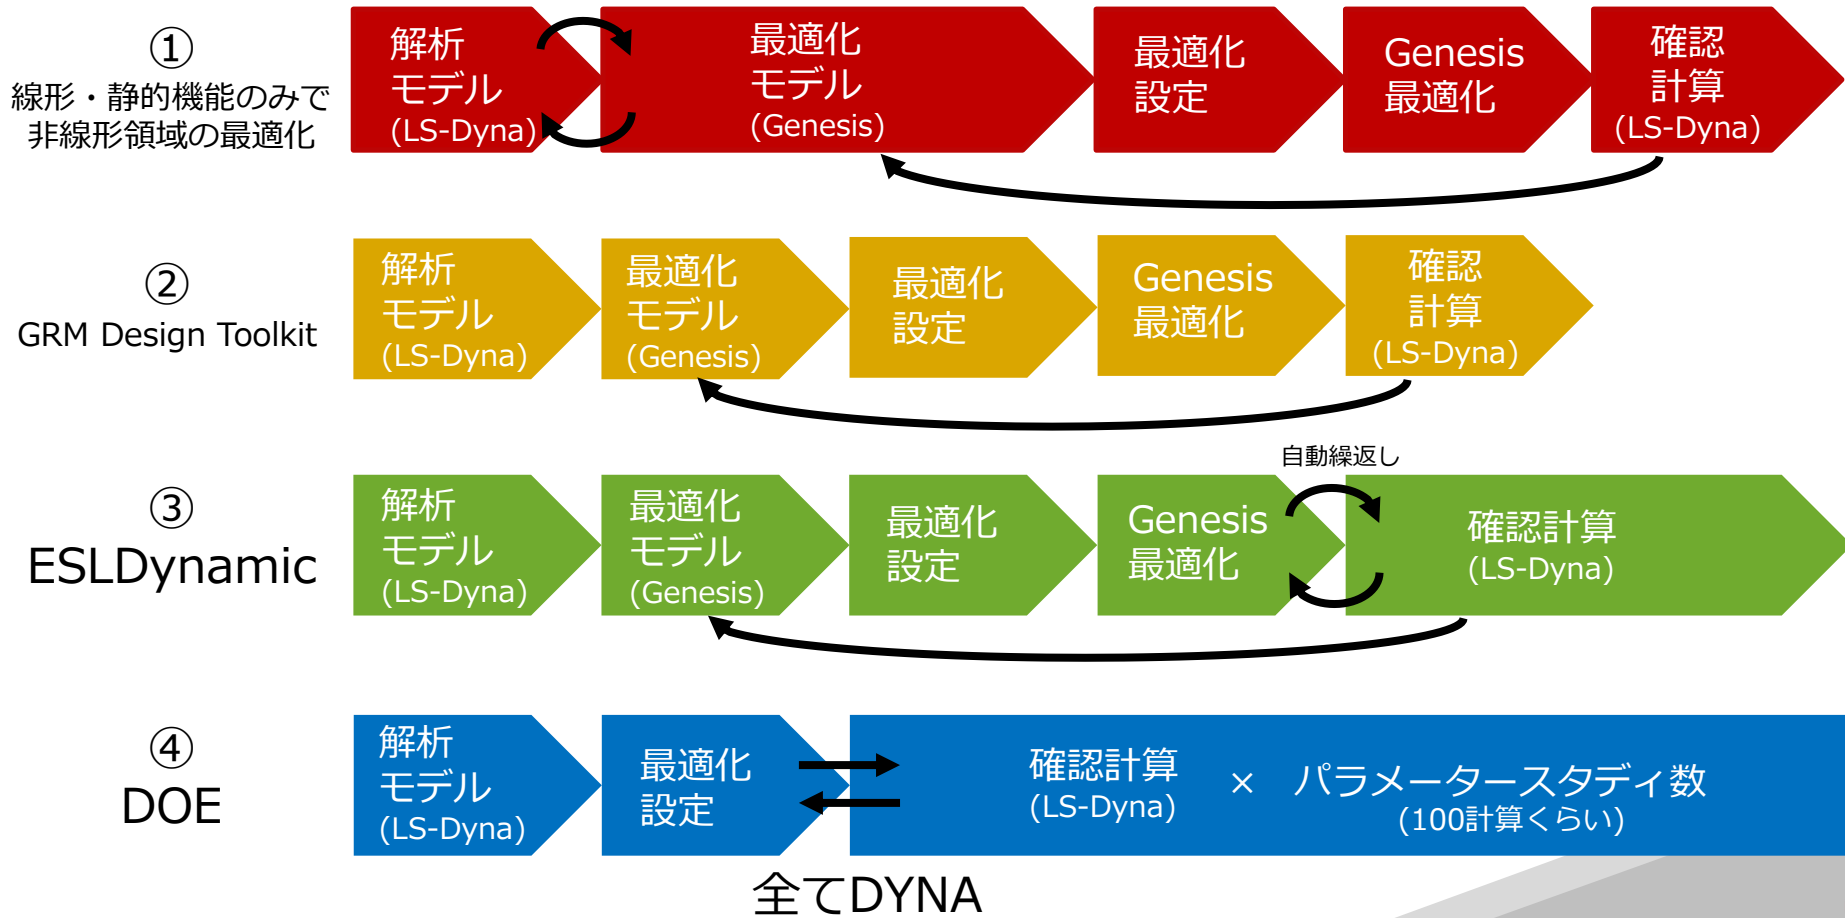 ①
線形・静的機能のみで
非線形領域の最適化
解析
モデル
(LS-Dyna)
最適化
モデル
(Genesis)
最適化
設定
Genesis
最適化
確認
計算
(LS-Dyna)
②
GRM Design Toolkit
解析
モデル
(LS-Dyna)
最適化
モデル
(Genesis)
最適化
設定
Genesis
最適化
確認
計算
(LS-Dyna)
③
ESLDynamic
解析
モデル
(LS-Dyna)
最適化
モデル
(Genesis)
最適化
設定
Genesis
最適化
自動繰返し
確認計算
(LS-Dyna)
④
DOE
解析
モデル
(LS-Dyna)
最適化
設定
確認計算
(LS-Dyna)
×
パラメータースタディ数
(100計算くらい)
全てDYNA